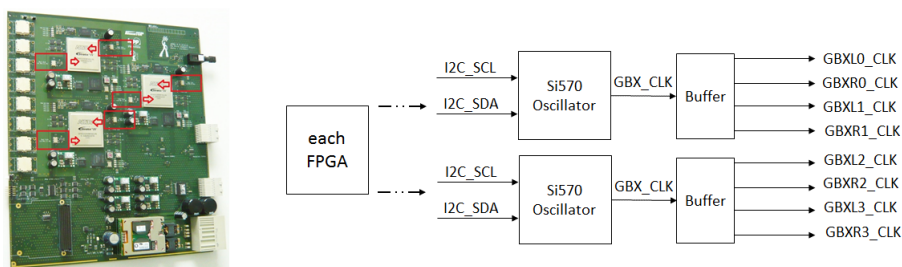 each
FPGA
I2C_SCL
I2C_SDA
Si570
Oscillator
GBX_CLK
Buffer
GBXL0_CLK
GBXR0_CLK
GBXL1_CLK
GBXR1_CLK
I2C_SCL
I2C_SDA
Si570
Oscillator
GBX_CLK
Buffer
GBXL2_CLK
GBXR2_CLK
GBXL3_CLK
GBXR3_CLK